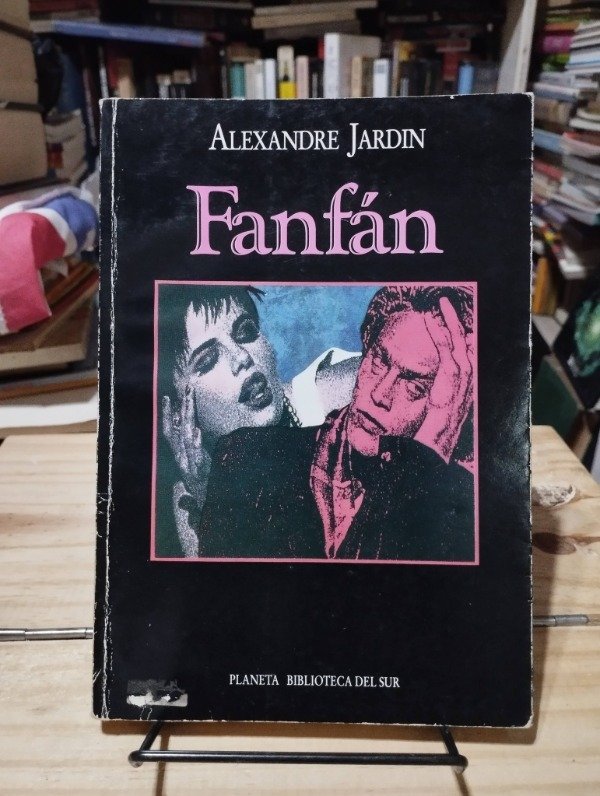 ALEXANDRE JARDIN
Fanfán
PLANETA BIBLIOTECA DEL SUR